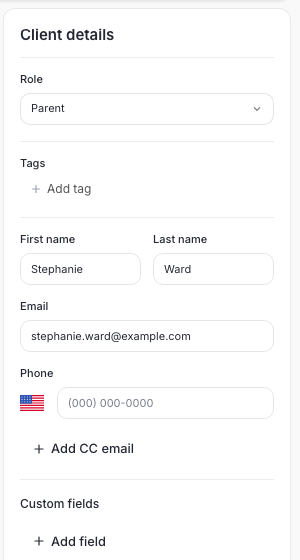 Client details
Role
Parent
Tags
+ Add tag
First name Last name
Stephanie Ward
Email
stephanie.ward@example.com
Phone
(000) 000-0000
+ Add CC email
Custom fields
+ Add field